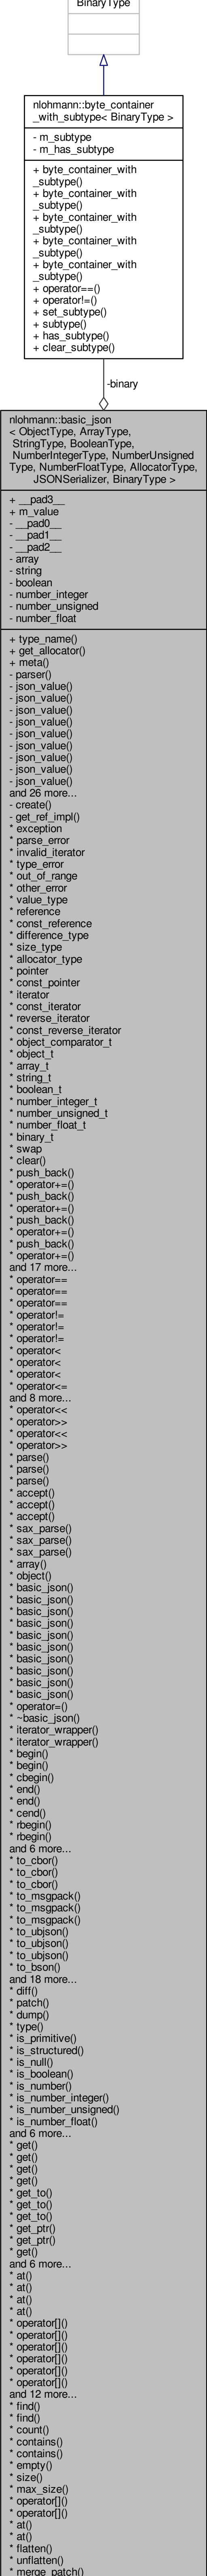 BinaryType
nlohmann::byte_container
_with_subtype< BinaryType >
- m_subtype
- m_has_subtype
+ byte_container_with
_subtype()
+ byte_container_with
_subtype()
+ byte_container_with
_subtype()
+ byte_container_with
_subtype()
+ byte_container_with
_subtype()
+ operator==()
+ operator!=()
+ set_subtype()
+ subtype()
+ has_subtype()
+ clear_subtype()
-binary
nlohmann::basic_json
< ObjectType, ArrayType,
StringType, BooleanType,
NumberIntegerType, NumberUnsigned
Type, NumberFloatType, AllocatorType,
JSONSerializer, BinaryType >
+ __pad3__
+ m_value
- __pad0__
- __pad1__
- __pad2__
- array
- string
- boolean
- number_integer
- number_unsigned
- number_float
+ type_name()
+ get_allocator()
+ meta()
- parser()
- json_value()
- json_value()
- json_value()
- json_value()
- json_value()
- json_value()
- json_value()
- json_value()
- json_value()
and 26 more...
- create()
- get_ref_impl()
* exception
* parse_error
* invalid_iterator
* type_error
* out_of_range
* other_error
* value_type
* reference
* const_reference
* difference_type
* size_type
* allocator_type
* pointer
* const_pointer
* iterator
* const_iterator
* reverse_iterator
* const_reverse_iterator
* object_comparator_t
* object_t
* array_t
* string_t
* boolean_t
* number_integer_t
* number_unsigned_t
* number_float_t
* binary_t
* swap
* clear()
* push_back()
* operator+=()
* push_back()
* operator+=()
* push_back()
* operator+=()
* push_back()
* operator+=()
and 17 more...
* operator==
* operator==
* operator==
* operator!=
* operator!=
* operator!=
* operator<
* operator<
* operator<
* operator<=
and 8 more...
* operator<<
* operator>>
* operator<<
* operator>>
* parse()
* parse()
* parse()
* accept()
* accept()
* accept()
* sax_parse()
* sax_parse()
* sax_parse()
* array()
* object()
* basic_json()
* basic_json()
* basic_json()
* basic_json()
* basic_json()
* basic_json()
* basic_json()
* basic_json()
* basic_json()
* basic_json()
* operator=()
* ~basic_json()
* iterator_wrapper()
* iterator_wrapper()
* begin()
* begin()
* cbegin()
* end()
* end()
* cend()
* rbegin()
* rbegin()
and 6 more...
* to_cbor()
* to_cbor()
* to_cbor()
* to_msgpack()
* to_msgpack()
* to_msgpack()
* to_ubjson()
* to_ubjson()
* to_ubjson()
* to_bson()
and 18 more...
* diff()
* patch()
* dump()
* type()
* is_primitive()
* is_structured()
* is_null()
* is_boolean()
* is_number()
* is_number_integer()
* is_number_unsigned()
* is_number_float()
and 6 more...
* get()
* get()
* get()
* get()
* get_to()
* get_to()
* get_to()
* get_ptr()
* get_ptr()
* get()
and 6 more...
* at()
* at()
* at()
* at()
* operator[]()
* operator[]()
* operator[]()
* operator[]()
* operator[]()
* operator[]()
and 12 more...
* find()
* find()
* count()
* contains()
* contains()
* empty()
* size()
* max_size()
* operator[]()
* operator[]()
* at()
* at()
* flatten()
* unflatten()
* merge_patch()